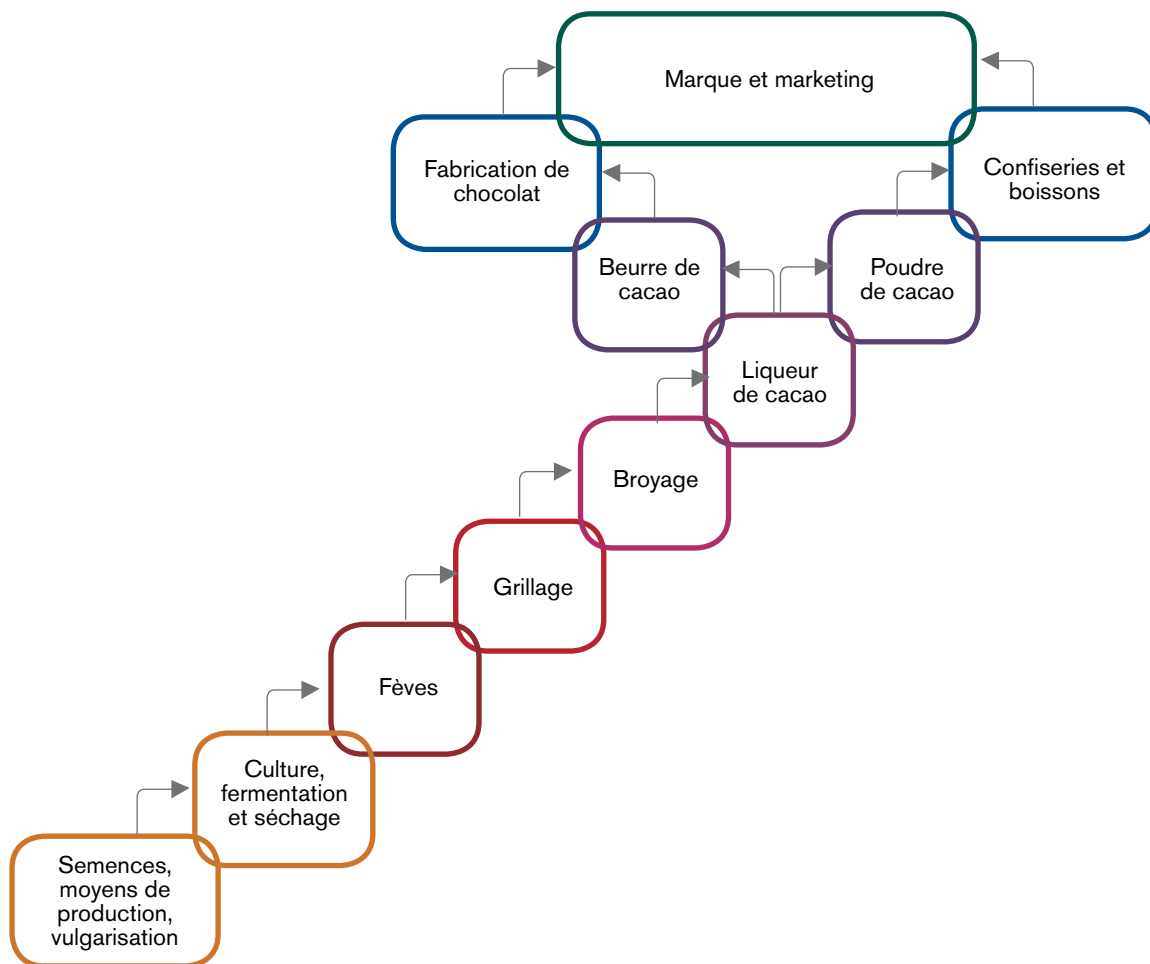 Marque et marketing
Fabrication de
chocolat
Confiseries et
boissons
Beurre de
cacao
Poudre
de cacao
Liqueur
de cacao
Broyage
Grillage
Fèves
Culture,
fermentation
et séchage
Semences,
moyens de
production,
vulgarisation